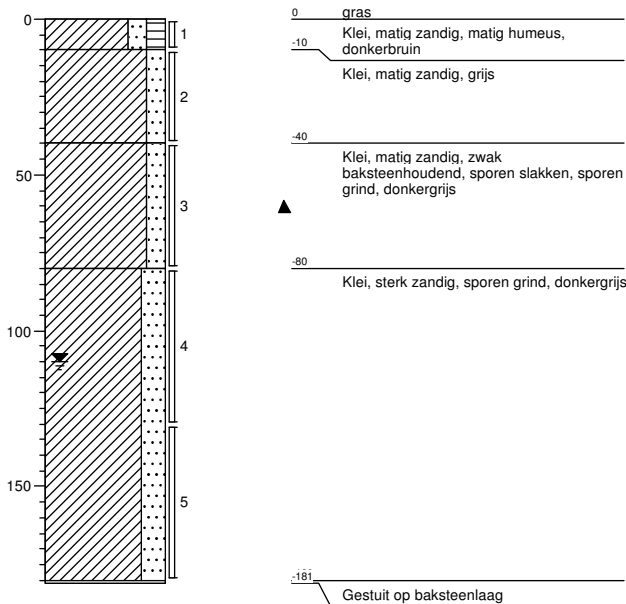 0
50
100
150
1
2
3
4
5
0
gras
Klei, matig zandig, matig humeus,
donkerbruin
-10
Klei, matig zandig, grijs
-40
Klei, matig zandig, zwak
baksteenhoudend, sporen slakken, sporen
grind, donkergrijs
-80
Klei, sterk zandig, sporen grind, donkergrijs
-181
Gestuit op baksteenlaag